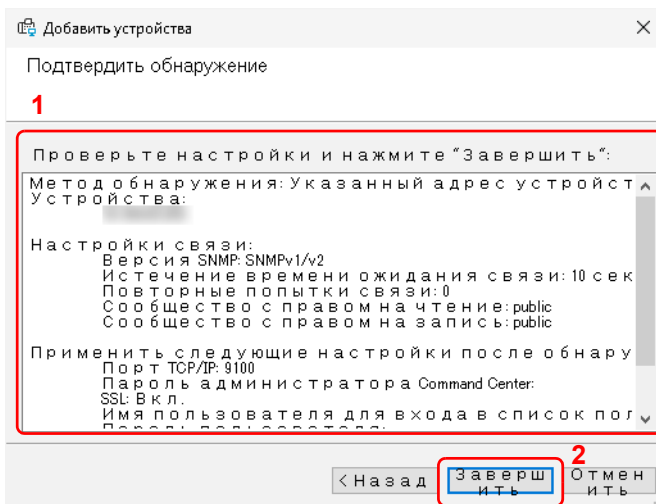 Добавить устройства
Подтвердить обнаружение
1
Проверьте настройки и нажмите "Завершить":
Метод обнаружения: Указанный адрес устройст
Устройства:
Настройки связи:
Версия SNMP: SNMPv1/v2
Истечение времени ожидания связи: 10 сек
Повторные попытки связи: 0
Сообщество с правом на чтение: public
Сообщество с правом на запись: public
Применить следующие настройки после обнару
Порт TCP/IP: 9100
Пароль администратора Command Center:
SSL: Вкл.
Имя пользователя для входа в список пол
Пароль пользователя:
2
< Назад
Заверш
ить
Отмен
ить